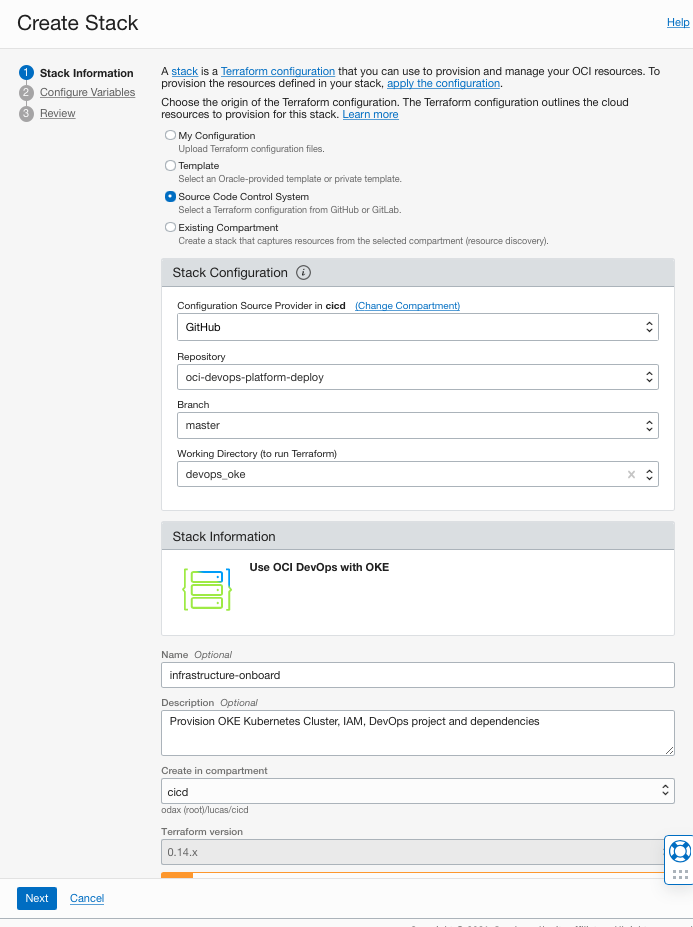 Create Stack
Help
1 Stack Information
2 Configure Variables
3 Review
A stack is a Terraform configuration that you can use to provision and manage your OCI resources. To
provision the resources defined in your stack, apply the configuration.
Choose the origin of the Terraform configuration. The Terraform configuration outlines the cloud
resources to provision for this stack. Learn more
My Configuration
Upload Terraform configuration files.
Template
Select an Oracle-provided template or private template.
Source Code Control System
Select a Terraform configuration from GitHub or GitLab.
Existing Compartment
Create a stack that captures resources from the selected compartment (resource discovery).
Stack Configuration i
Configuration Source Provider in cicd (Change Compartment)
GitHub
Repository
oci-devops-platform-deploy
Branch
master
Working Directory (to run Terraform)
devops_oke
Stack Information
Use OCI DevOps with OKE
Name Optional
infrastructure-onboard
Description Optional
Provision OKE Kubernetes Cluster, IAM, DevOps project and dependencies
Create in compartment
cicd
odax (root)/lucas/cicd
Terraform version
0.14.x
Next Cancel